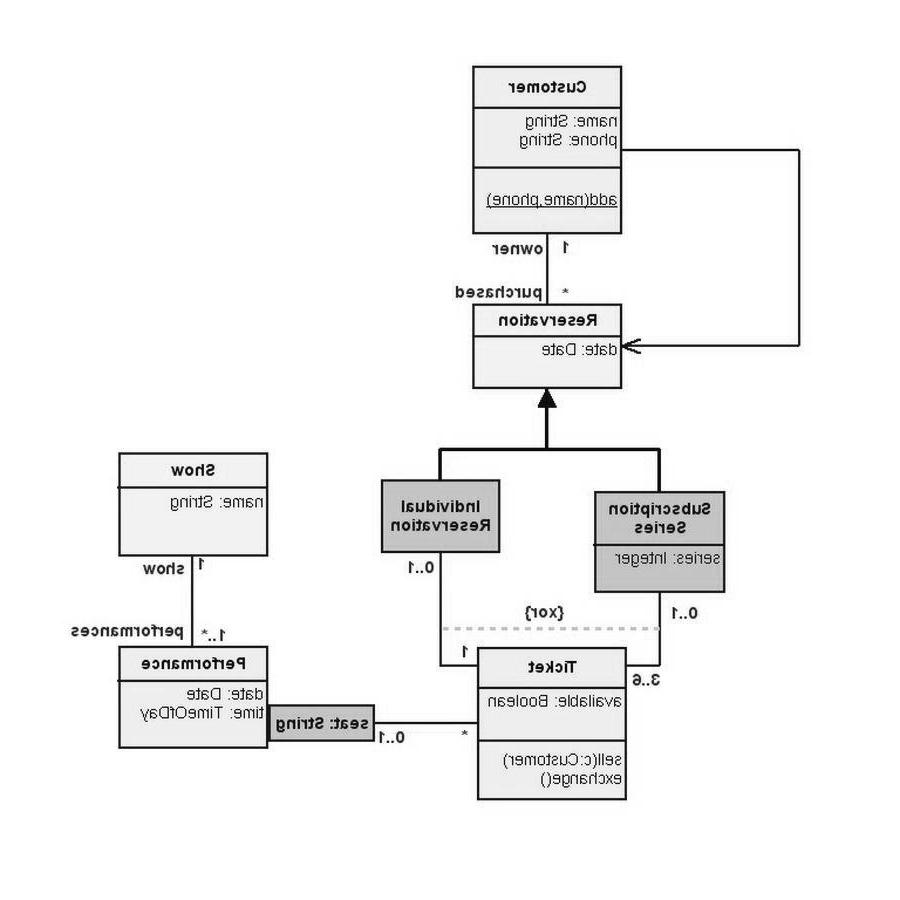 Customer
name: String
phone: String
add(name,phone)
owner
1
purchased
*
Reservation
date: Date
Show
name: String
show
1
performances
1..*
Performance
date: Date
time: TimeOfDay
seat: String
0..1
*
Individual
Reservation
0..1
Subscription
Series
series: Integer
0..1
{xor}
1
3..6
Ticket
available: Boolean
sell(c:Customer)
exchange()